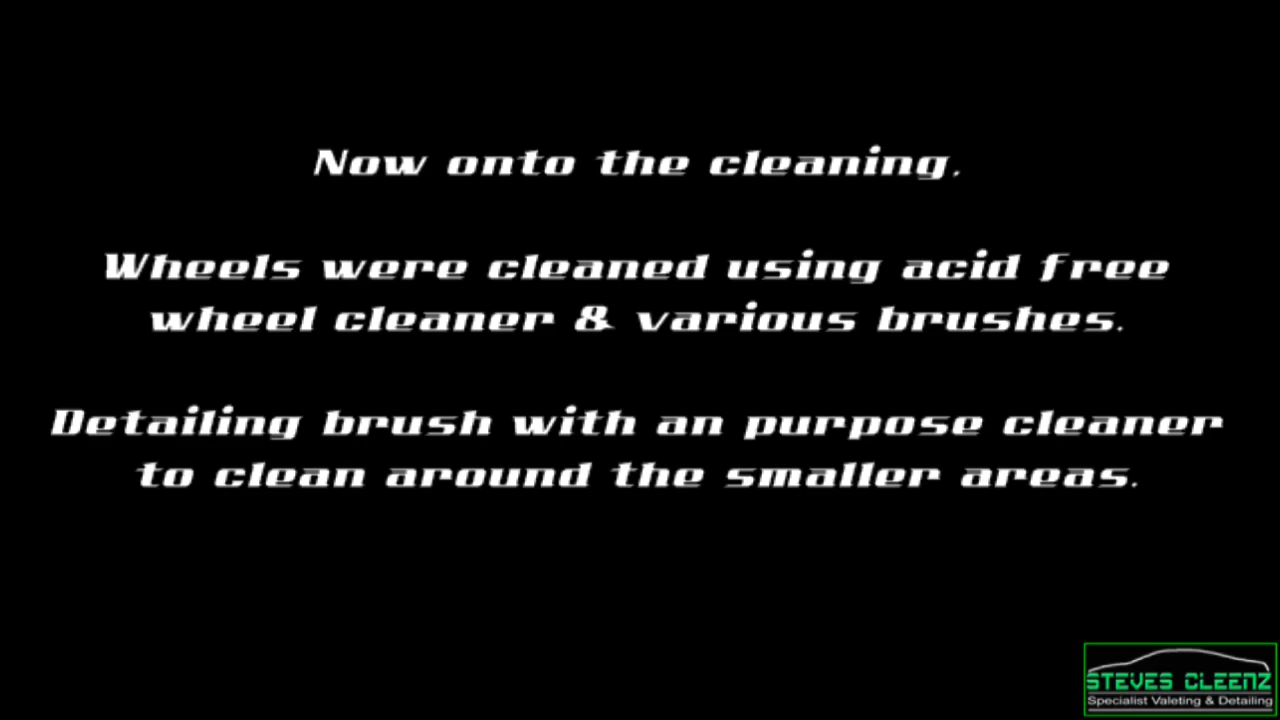 Now onto the cleaning.
Wheels were cleaned using acid free
wheel cleaner & various brushes.
Detailing brush with an purpose cleaner
to clean around the smaller areas.
STEVES CLEENZ
Specialist Valeting & Detailing